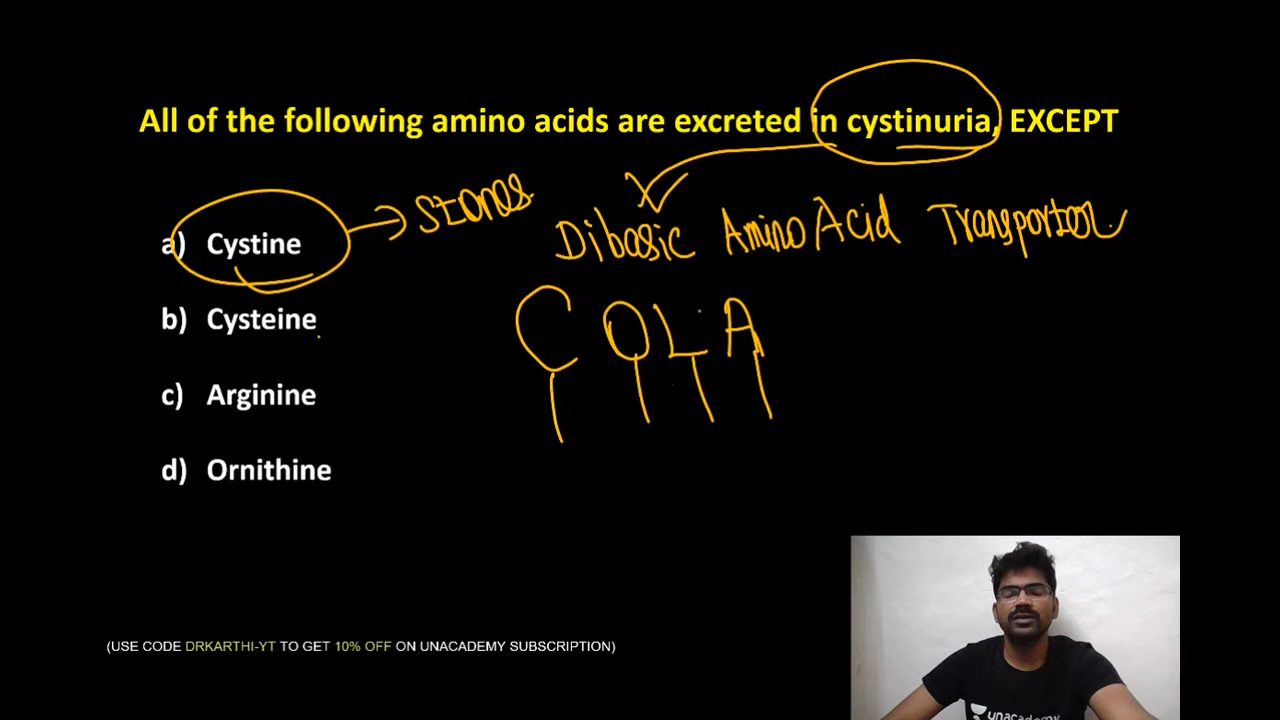 All of the following amino acids are excreted in cystinuria, EXCEPT
a) Cystine
Stones
Dibasic Amino Acid Transporter
b) Cysteine
COLA
c) Arginine
d) Ornithine
(USE CODE DRKARTHI-YT TO GET 10% OFF ON UNACADEMY SUBSCRIPTION)
unacademy